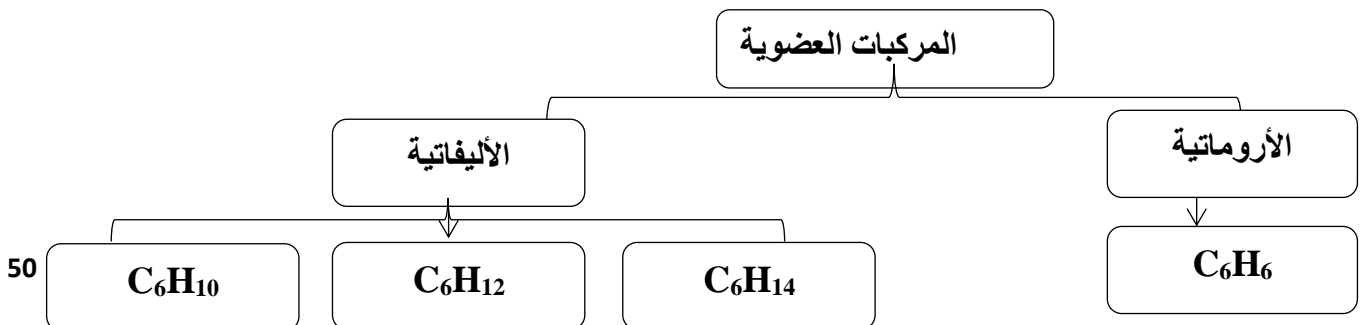 المركبات العضوية
الأروماتية
الأليفاتية
C₆H₆
C₆H₁₄
C₆H₁₂
C₆H₁₀
50